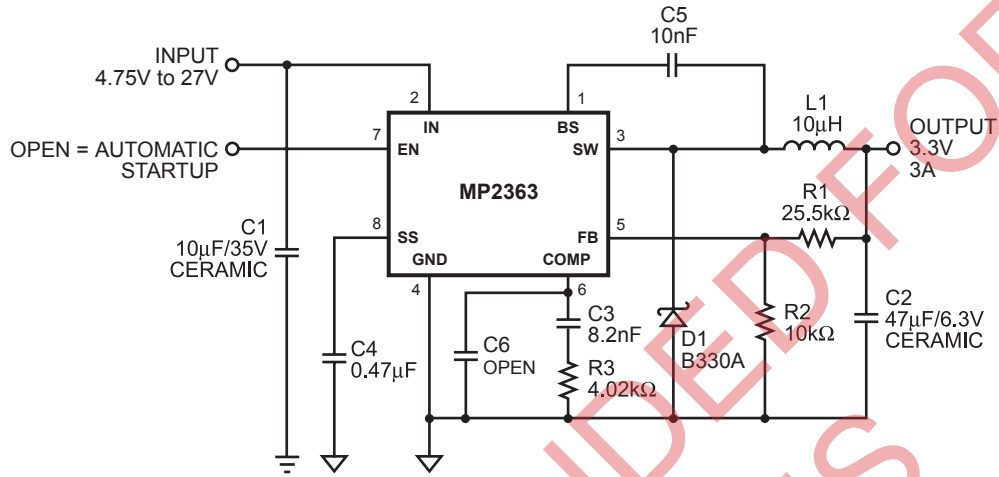 C5
10nF
INPUT
4.75V to 27V
2
1
L1
10µH
IN
BS
7
3
OUTPUT
3.3V
3A
OPEN = AUTOMATIC
STARTUP
EN
SW
MP2363
R1
25.5kΩ
8
5
C1
10µF/35V
CERAMIC
SS
FB
GND
COMP
4
6
C3
8.2nF
C2
47µF/6.3V
CERAMIC
R2
10kΩ
D1
B330A
C4
0.47µF
C6
OPEN
R3
4.02kΩ
NDED FOR